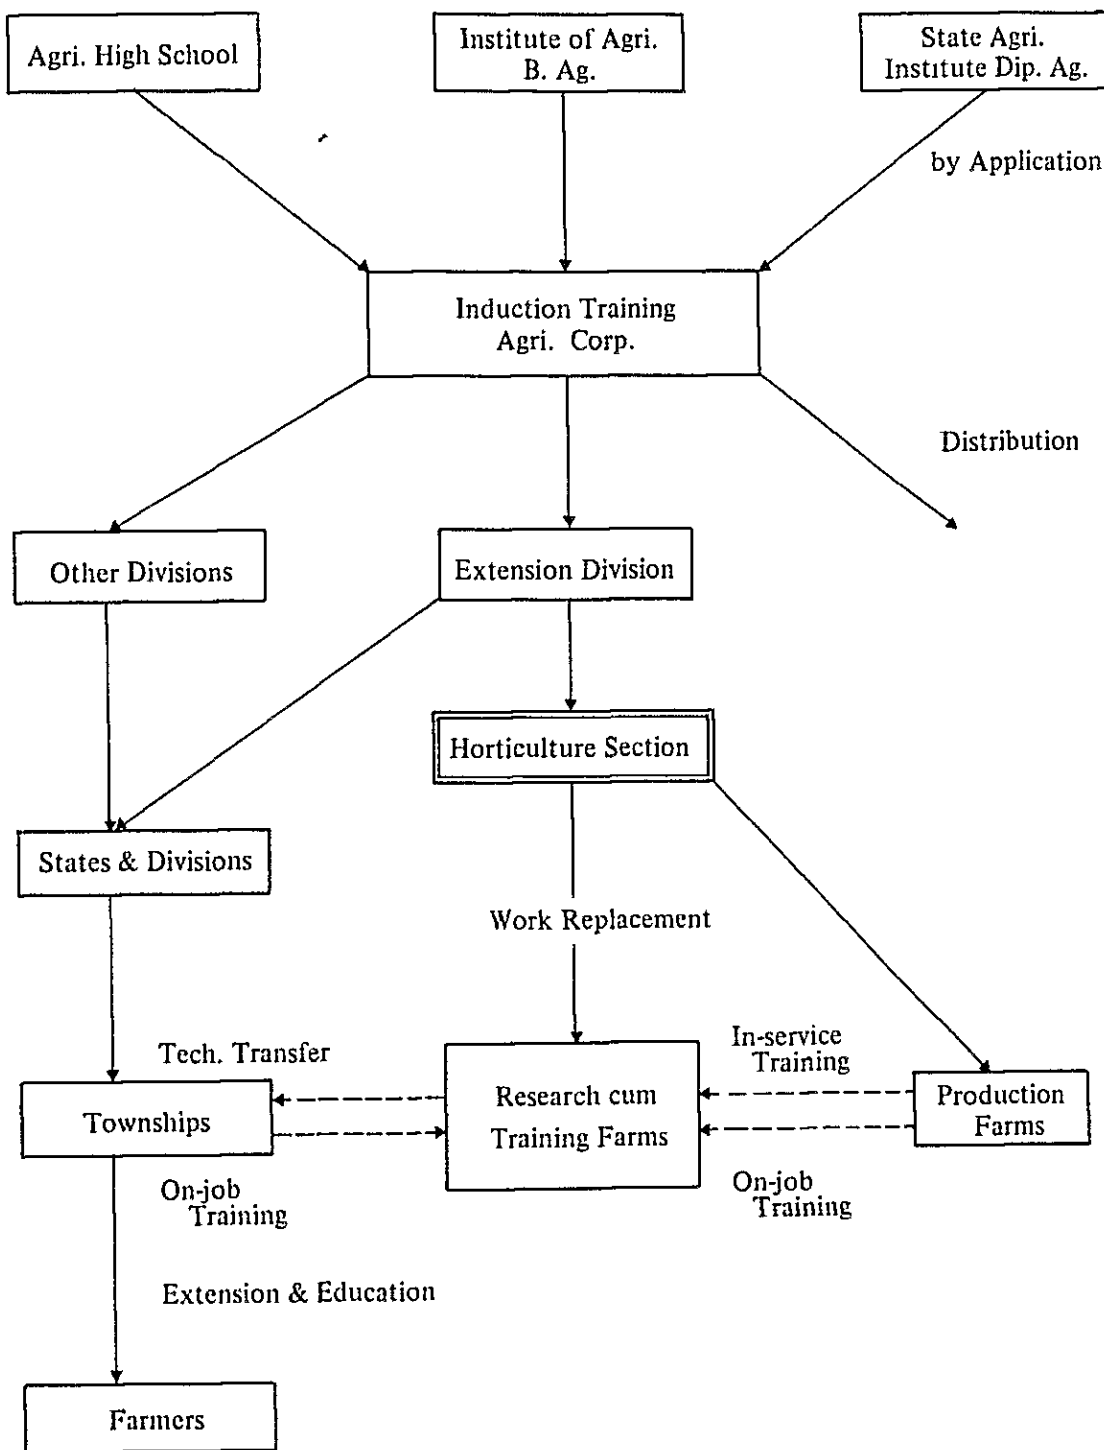 Agri. High School
Institute of Agri.
B. Ag.
State Agri.
Institute Dip. Ag.
by Application
Induction Training
Agri. Corp.
Distribution
Other Divisions
Extension Division
Horticulture Section
States & Divisions
Work Replacement
Tech. Transfer
In-service
Training
Townships
Research cum
Training Farms
Production
Farms
On-job
Training
On-job
Training
Extension & Education
Farmers